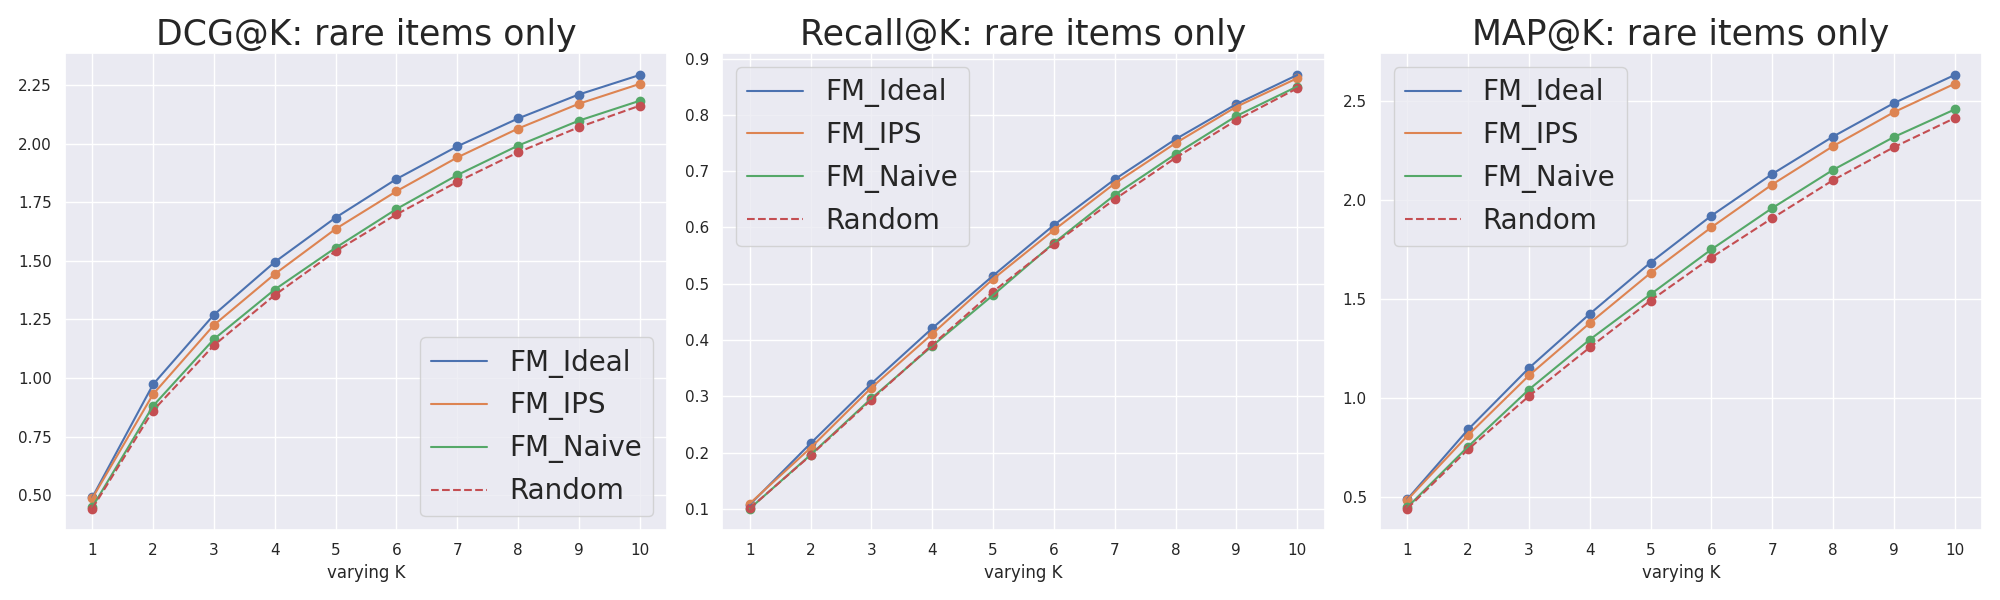 DCG@K: rare items only
2.25
2.00
1.75
1.50
1.25
1.00
0.75
0.50
FM_Ideal
FM_IPS
FM_Naive
Random
1 2 3 4 5 6 7 8 9 10
varying K
Recall@K: rare items only
0.9
0.8
0.7
0.6
0.5
0.4
0.3
0.2
0.1
FM_Ideal
FM_IPS
FM_Naive
Random
1 2 3 4 5 6 7 8 9 10
varying K
MAP@K: rare items only
2.5
2.0
1.5
1.0
0.5
FM_Ideal
FM_IPS
FM_Naive
Random
1 2 3 4 5 6 7 8 9 10
varying K